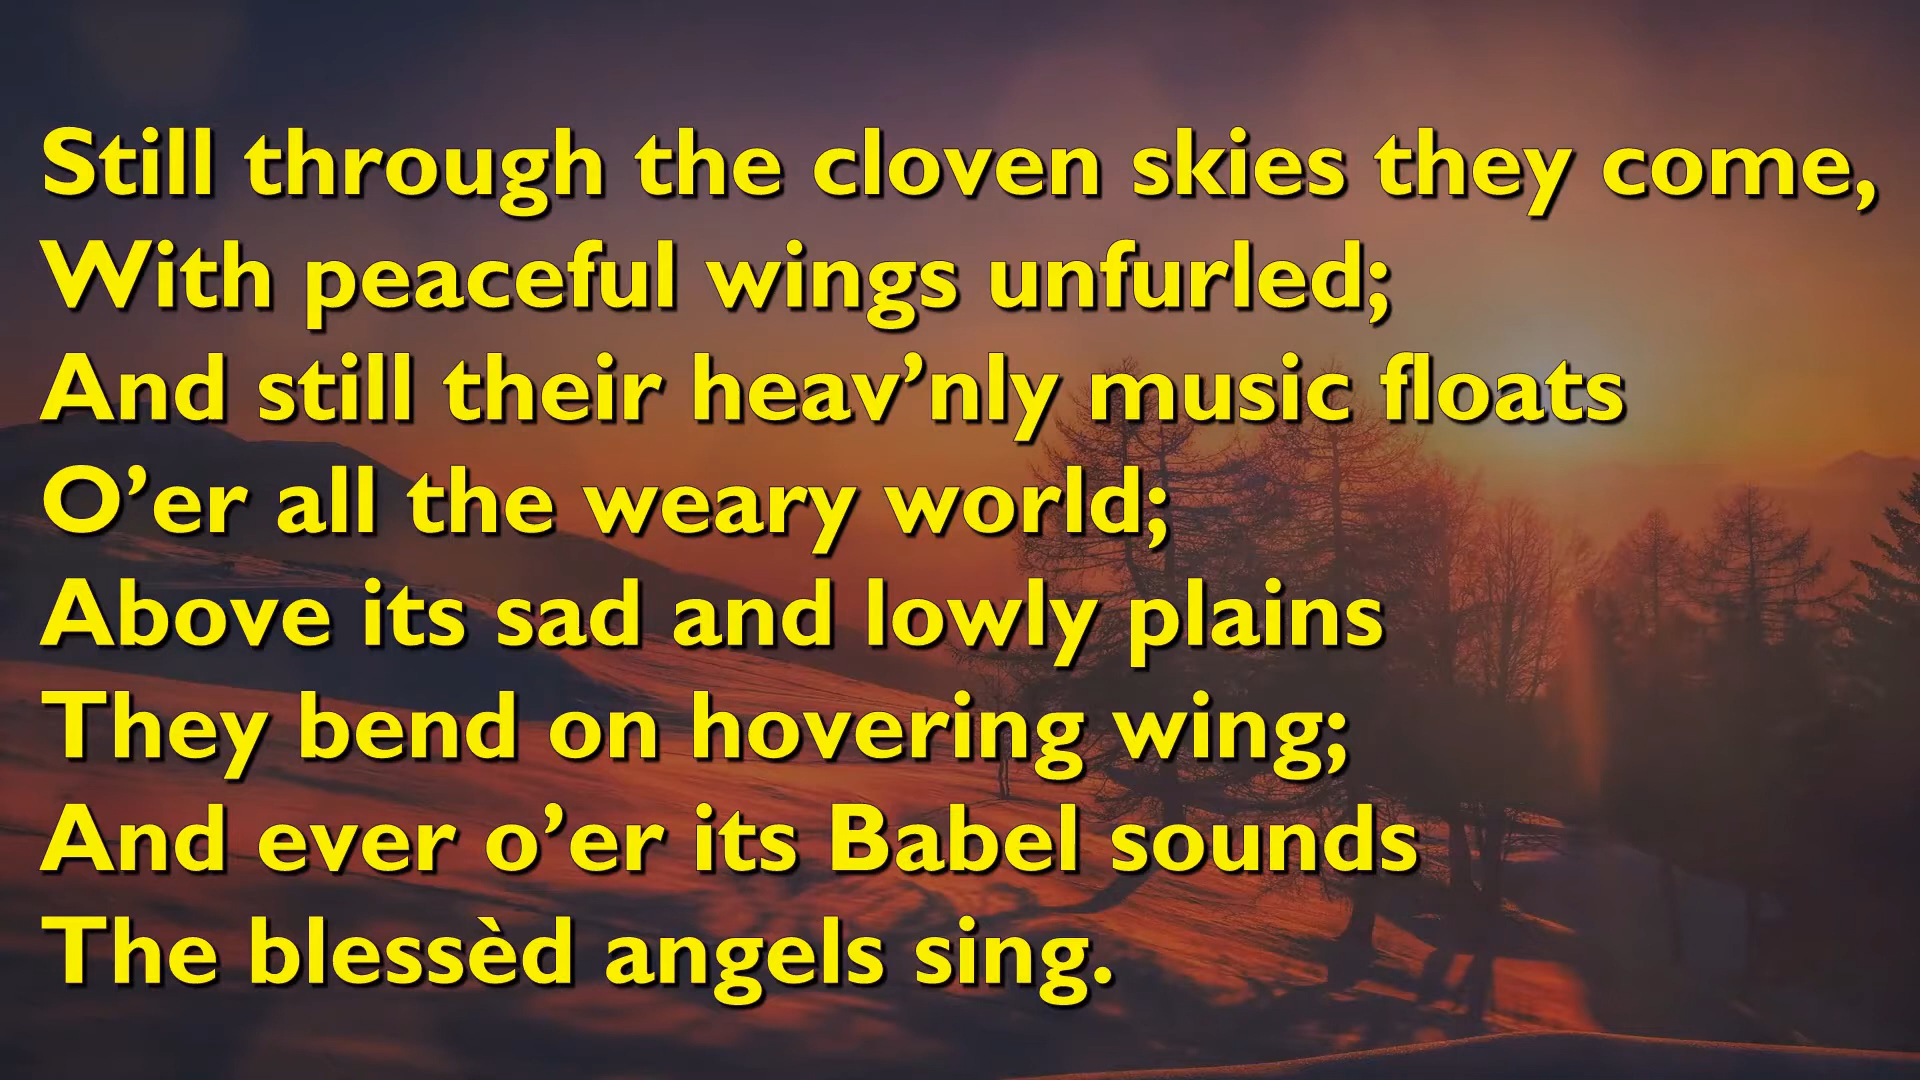 Still through the cloven skies they come,
With peaceful wings unfurled;
And still their heav’nly music floats
O’er all the weary world;
Above its sad and lowly plains
They bend on hovering wing;
And ever o’er its Babel sounds
The blessèd angels sing.